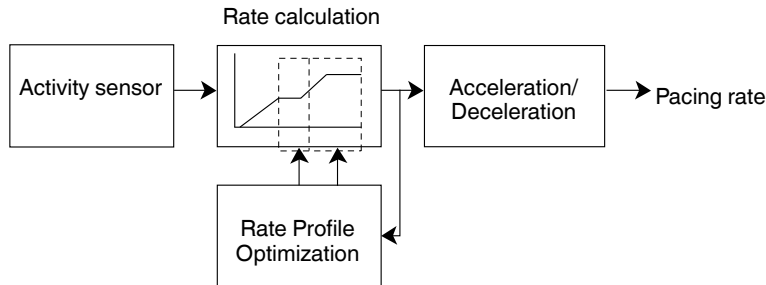 Rate calculation
Activity sensor
Acceleration/
Deceleration
Pacing rate
Rate Profile
Optimization